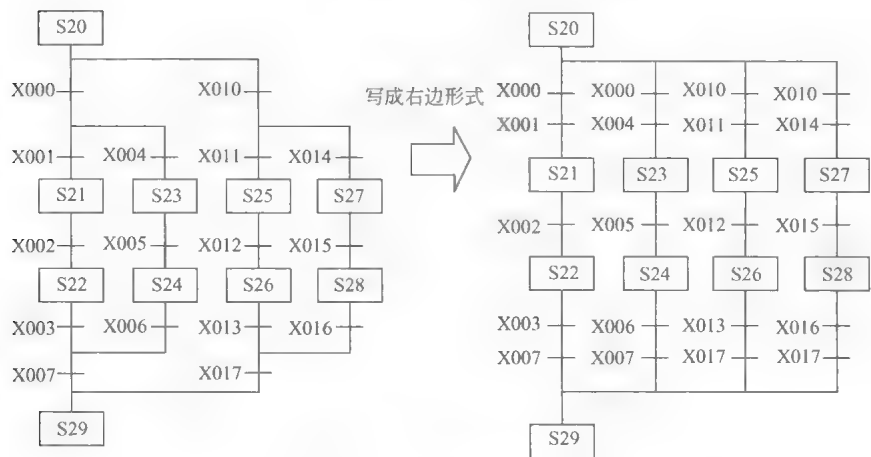 S20
X000 X010
X001 X004 X011 X014
S21 S23 S25 S27
X002 X005 X012 X015
S22 S24 S26 S28
X003 X006 X013 X016
X007 X017
S29
写成右边形式
S20
X000 X000 X010 X010
X001 X004 X011 X014
S21 S23 S25 S27
X002 X005 X012 X015
S22 S24 S26 S28
X003 X006 X013 X016
X007 X007 X017 X017
S29